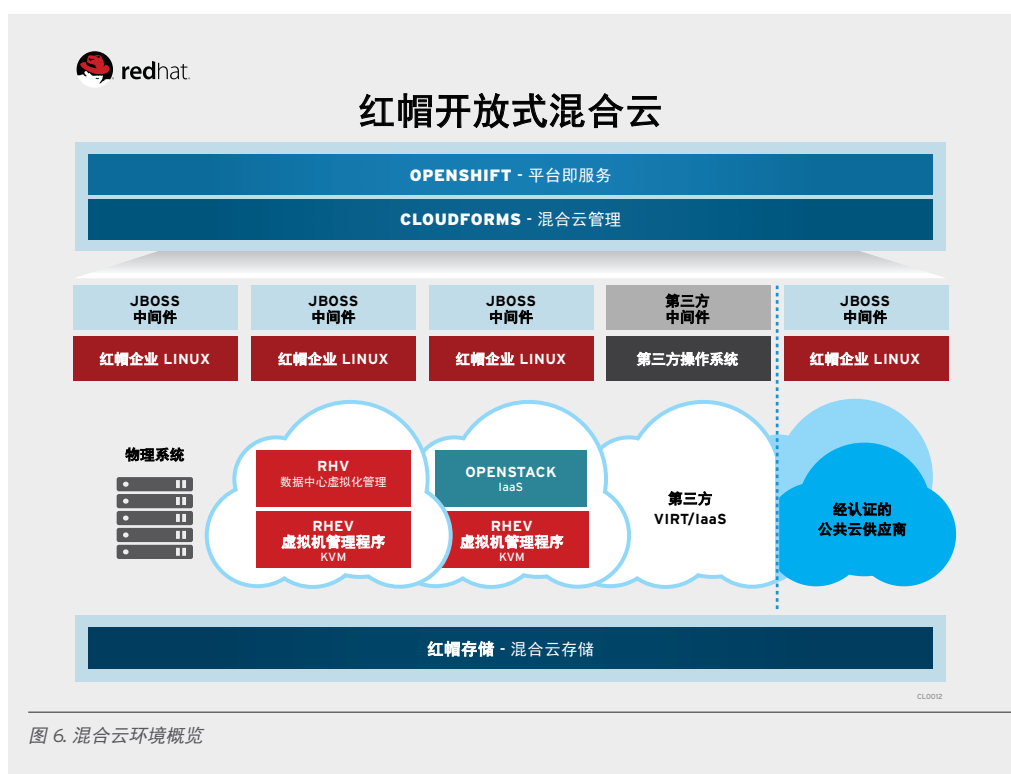 redhat.
红帽开放式混合云
OPENSHIFT - 平台即服务
CLOUDFORMS - 混合云管理
JBOSS
中间件
JBOSS
中间件
JBOSS
中间件
第三方
中间件
JBOSS
中间件
红帽企业 LINUX
红帽企业 LINUX
红帽企业 LINUX
第三方操作系统
红帽企业 LINUX
物理系统
RHV
数据中心虚拟化管理
RHEV
虚拟机管理程序
KVM
OPENSTACK
IaaS
RHEV
虚拟机管理程序
KVM
第三方
VIRT/IaaS
经认证的
公共云供应商
红帽存储 - 混合云存储
CL0012
图 6. 混合云环境概览